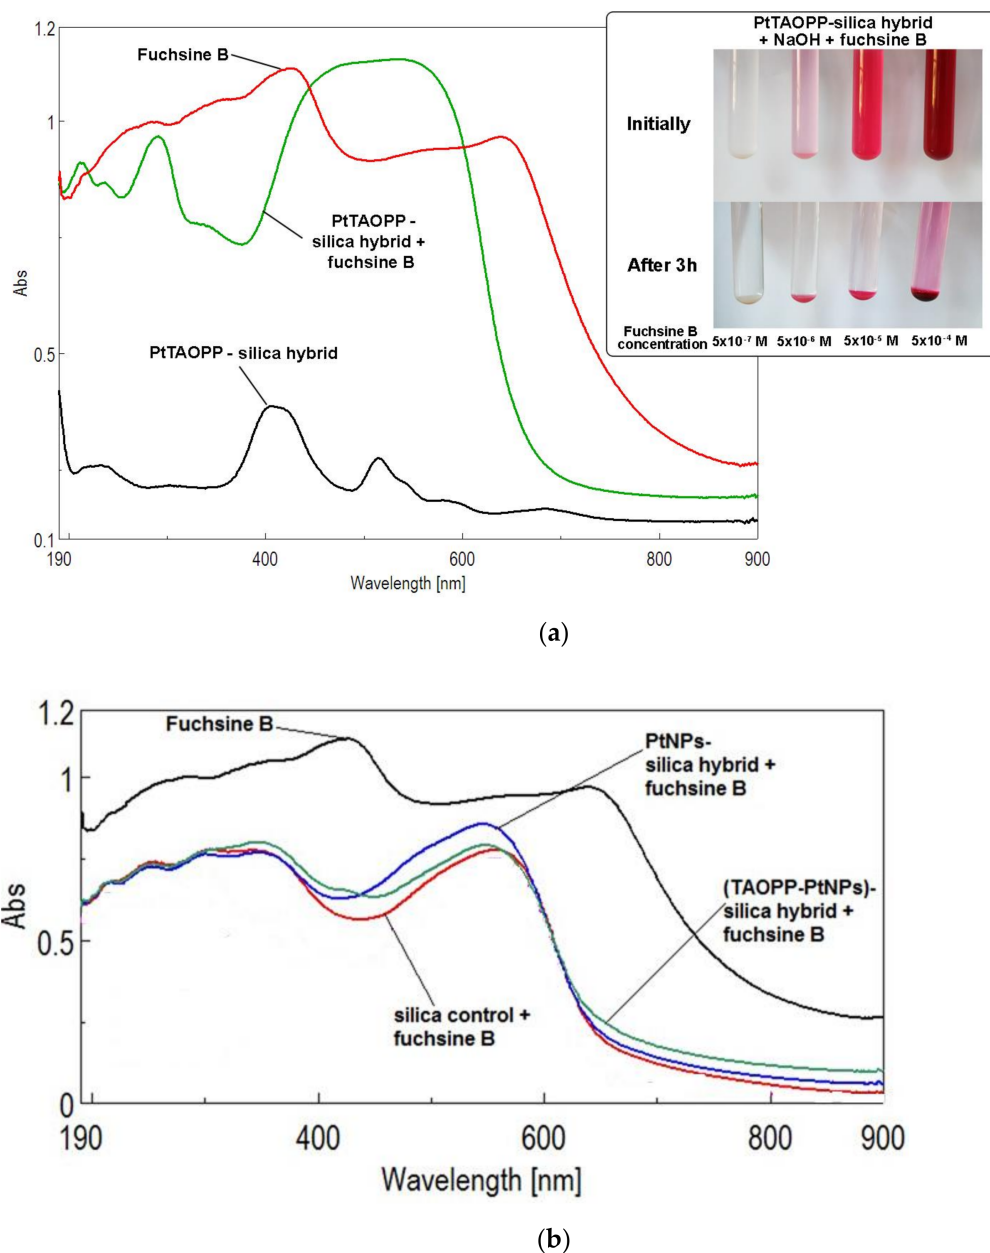 PtTAOPP-silica hybrid
+ NaOH + fuchsine B
Initially
After 3h
Fuchsine B
concentration
5x10⁻⁷ M 5x10⁻⁶ M 5x10⁻⁵ M 5x10⁻⁴ M
1.2
1
0.5
0.1
Abs
Fuchsine B
PtTAOPP -
silica hybrid +
fuchsine B
PtTAOPP - silica hybrid
190 400 600 800 900
Wavelength [nm]
(a)
1.2
1
0.5
0
Abs
Fuchsine B
PtNPs-
silica hybrid +
fuchsine B
(TAOPP-PtNPs)-
silica hybrid +
fuchsine B
silica control +
fuchsine B
190 400 600 800 900
Wavelength [nm]
(b)